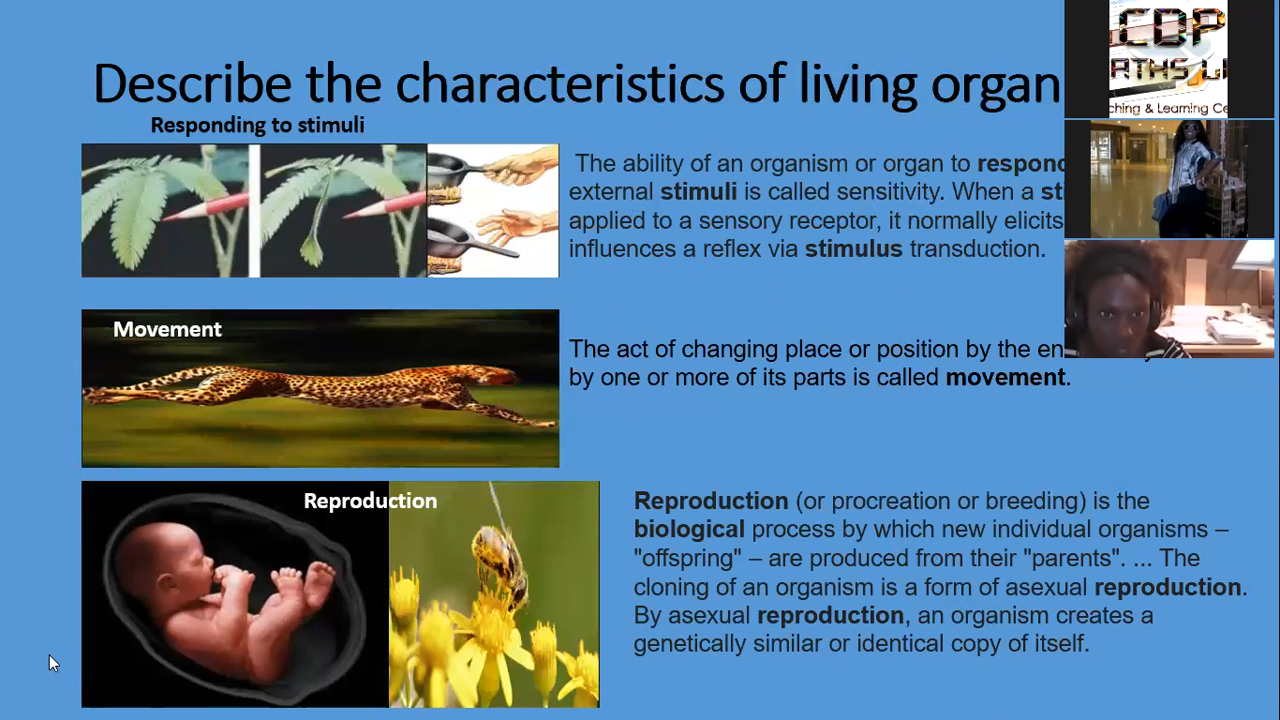 Describe the characteristics of living organ
Responding to stimuli
The ability of an organism or organ to respond
external stimuli is called sensitivity. When a
applied to a sensory receptor, it normally elicits
influences a reflex via stimulus transduction.
Movement
The act of changing place or position by the
by one or more of its parts is called movement.
Reproduction
Reproduction (or procreation or breeding) is the
biological process by which new individual organisms –
"offspring" – are produced from their "parents". ... The
cloning of an organism is a form of asexual reproduction.
By asexual reproduction, an organism creates a
genetically similar or identical copy of itself.
CDP
ching & Learning Ce